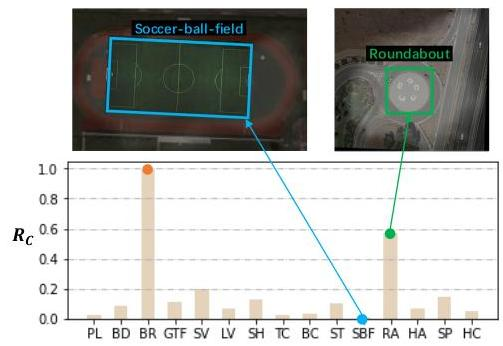 Soccer-ball-field
Roundabout
1.0
0.8
0.6
0.4
0.2
0.0
R_C
PL BD BR GTF SV LV SH TC BC ST SBF RA HA SP HC